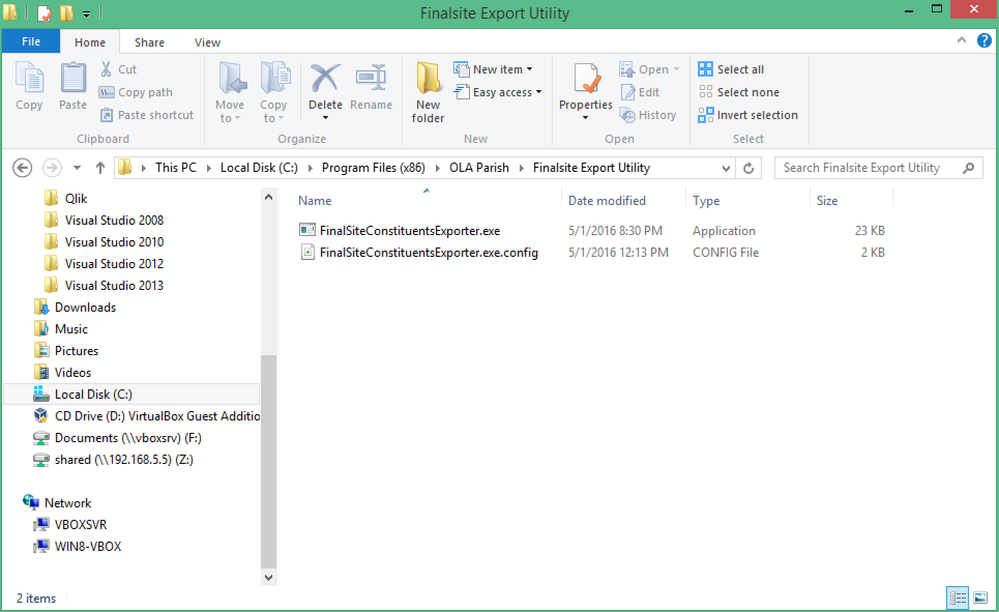 Finalsite Export Utility
File Home Share View
Copy
Paste
Cut
Copy path
Paste shortcut
Clipboard
Move to
Copy to
Delete
Rename
Organize
New folder
New item
Easy access
New
Properties
Open
Edit
History
Open
Select all
Select none
Invert selection
Select
This PC Local Disk (C:) Program Files (x86) OLA Parish Finalsite Export Utility
Search Finalsite Export Utility
Qlik
Visual Studio 2008
Visual Studio 2010
Visual Studio 2012
Visual Studio 2013
Downloads
Music
Pictures
Videos
Local Disk (C:)
CD Drive (D:) VirtualBox Guest Additio
Documents (\\vboxsrv) (F:)
shared (\\192.168.5.5) (Z:)
Network
VBOXSVR
WIN8-VBOX
Name Date modified Type Size
FinalSiteConstituentsExporter.exe 5/1/2016 8:30 PM Application 23 KB
FinalSiteConstituentsExporter.exe.config 5/1/2016 12:13 PM CONFIG File 2 KB
2 items